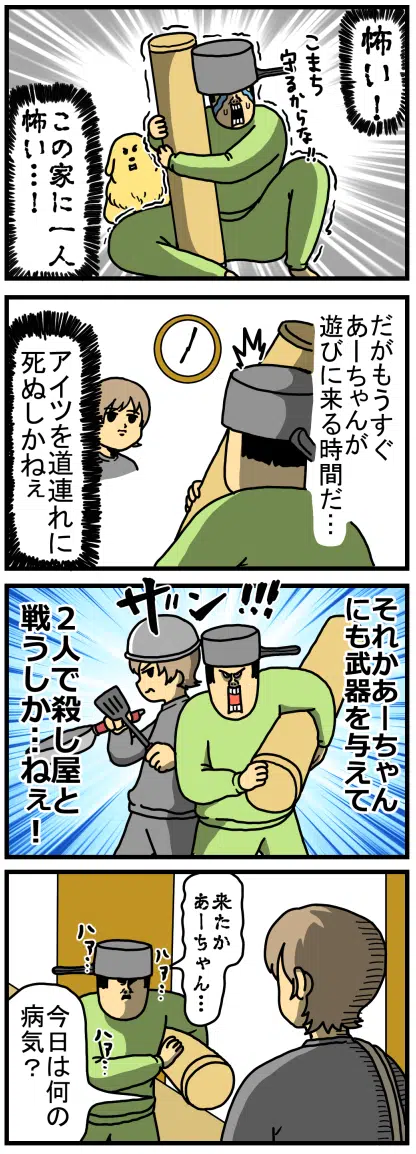 怖い！
こまち
守るからな!!
この家に一人
怖い…！
だがもうすぐ
あーちゃんが
遊びに来る時間だ…
アイツを道連れに
死ぬしかねぇ
ザンッ!!!
それかあーちゃん
にも武器を与えて
２人で殺し屋と
戦うしか…ねぇ！
来たか
あーちゃん…
ハァ…
ハァ…
ハァ…
今日は何の
病気？